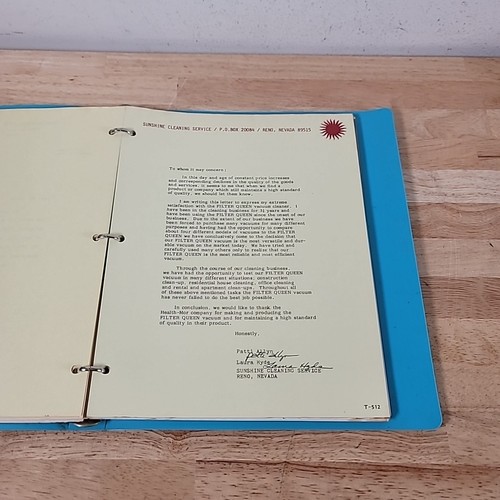 SUNSHINE CLEANING SERVICE / P.O. BOX 20084 / RENO, NEVADA 89515
To whom it may concern:
In this day and age of constant price increases
and corresponding declines in the quality of the goods
and services, it seems to me that when we find a
product or company which still maintains a high standard
of quality, we should let them know.
I am writing this letter to express my extreme
satisfaction with the FILTER QUEEN vacuum cleaner. I
have been in the cleaning business for years and
have been using the FILTER QUEEN since the onset of our
business. Due to the extent of our business we have
been forced to purchase many vacuums for many different
purposes and having had the opportunity to compare
about four different models of vacuums to the FILTER
QUEEN we have conclusively come to the decision that
our FILTER QUEEN vacuum is the most versatile and dur-
able vacuum on the market today. We have tried and
carefully used many others only to realize that our
FILTER QUEEN is the most reliable and most efficient
vacuum.
Through the course of our cleaning business,
we have had the opportunity to test our FILTER QUEEN
vacuum in many different situations; construction
clean-up, residential house cleaning, office cleaning
and rental and apartment clean-ups. Throughout all
of these above mentioned tasks the FILTER QUEEN vacuum
has never failed to do the best job possible.
In conclusion, we would like to thank the
Health-Mor company for making and producing the
FILTER QUEEN vacuum and for maintaining a high standard
of quality in their product.
Honestly,
Patti Allyn
Laura Hyda
Laura Hyda
SUNSHINE CLEANING SERVICE
RENO, NEVADA
T-512